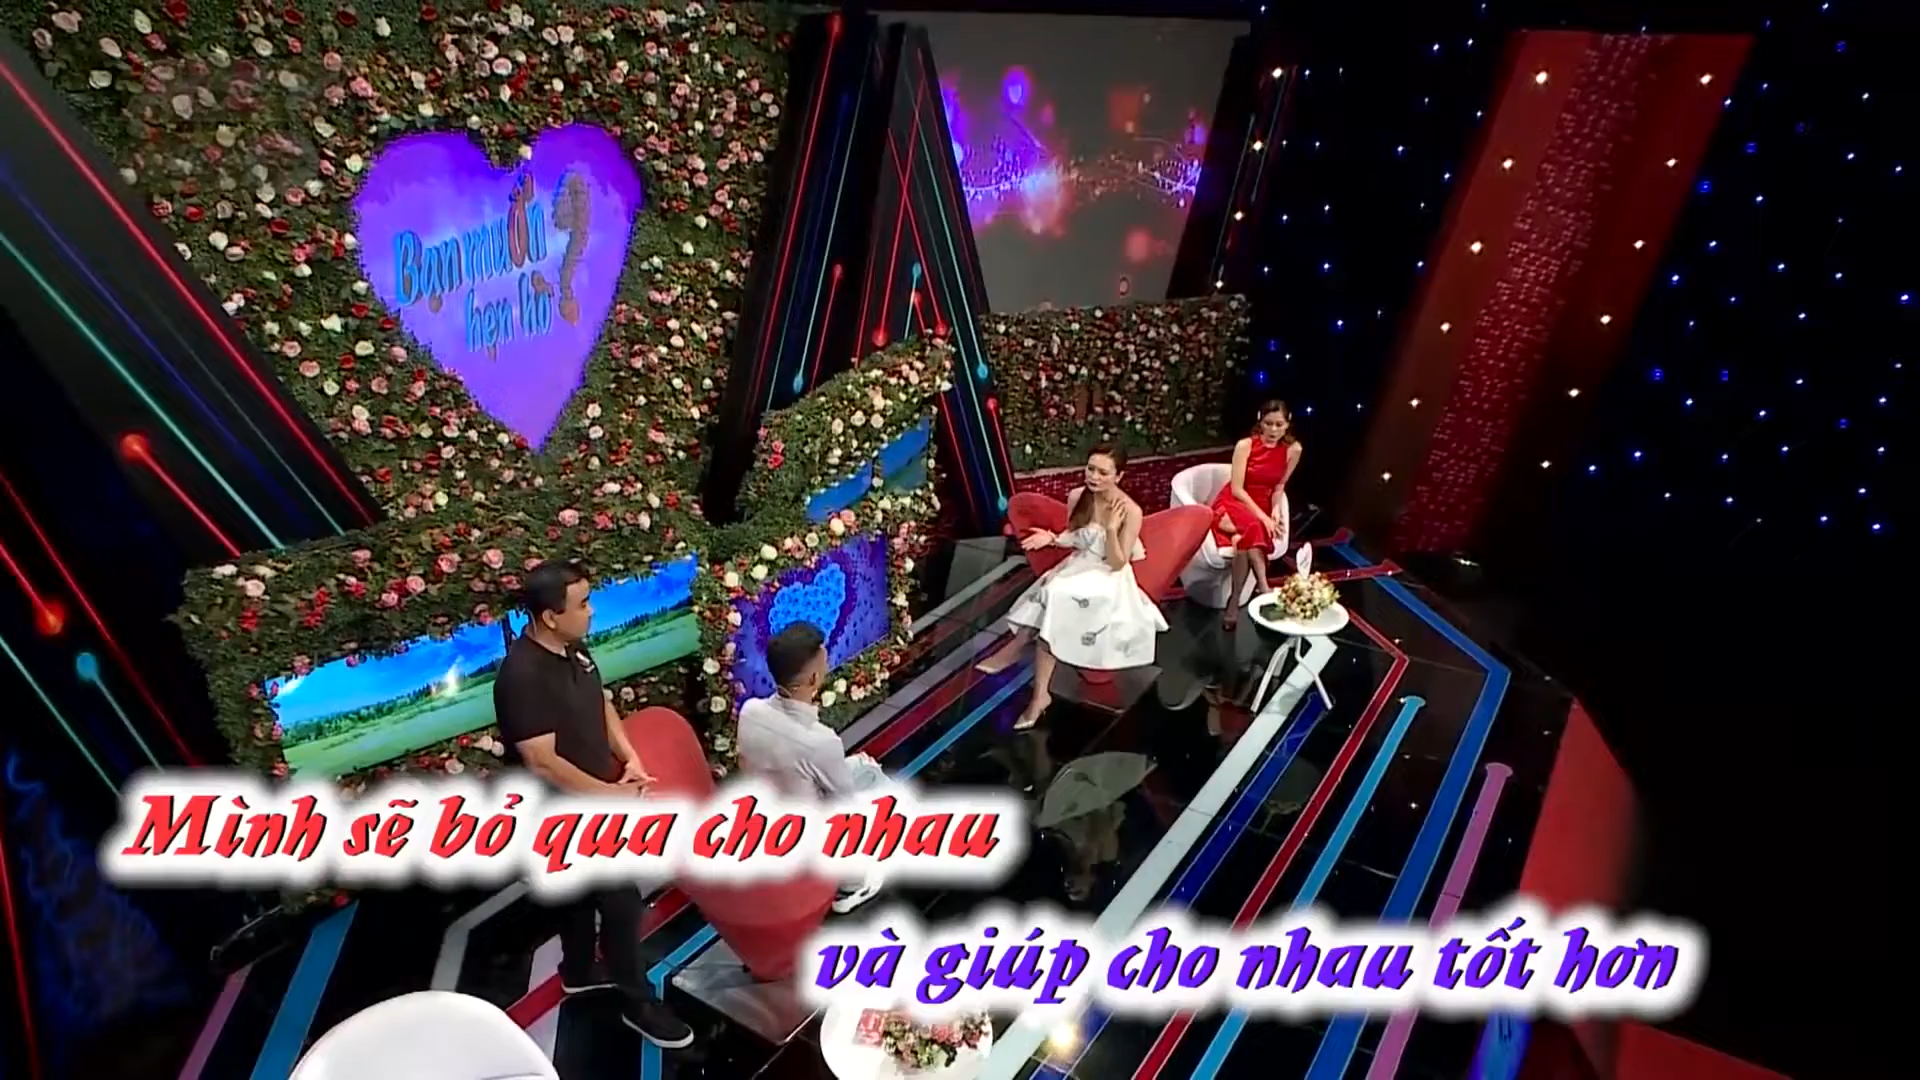 Bạn muốn
hẹn hò?
Mình sẽ bỏ qua cho nhau
và giúp cho nhau tốt hơn